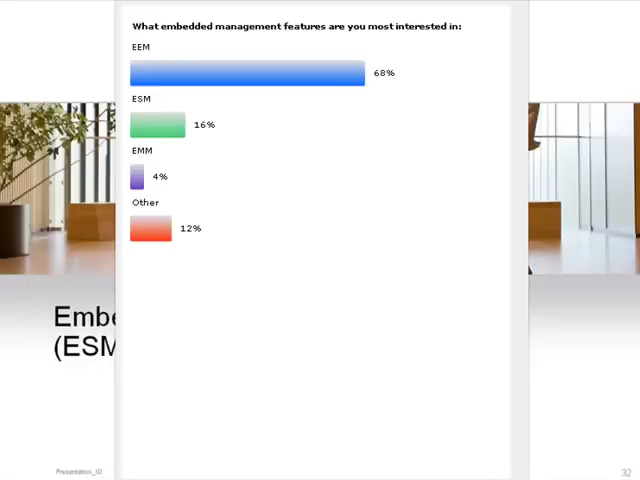 What embedded management features are you most interested in:
EEM
68%
ESM
16%
EMM
4%
Other
12%
Embe
(ESM
Presentation_ID
32